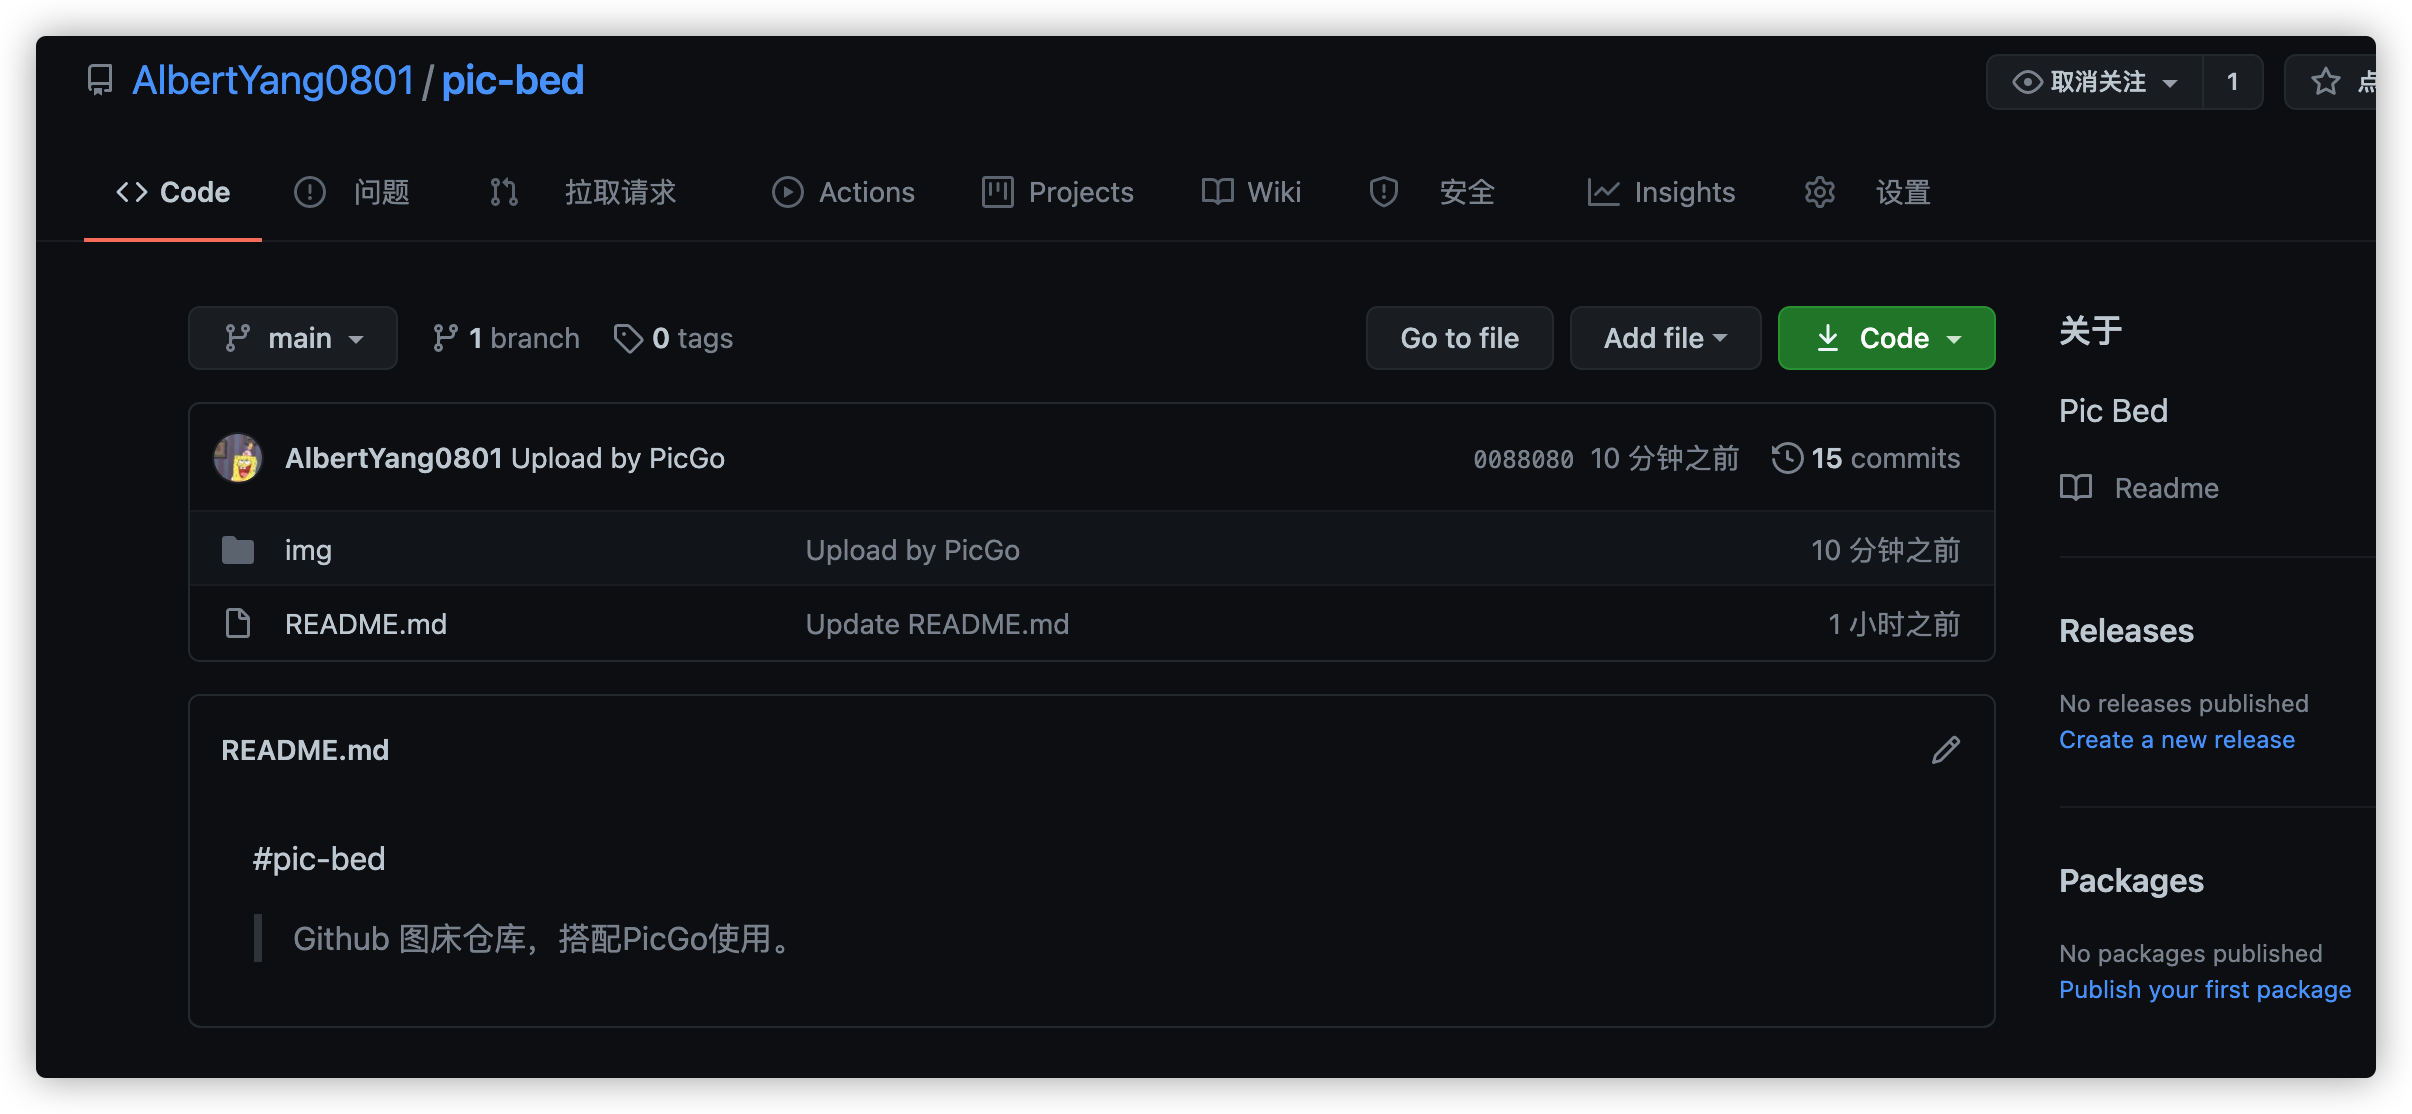 AlbertYang0801/pic-bed
取消关注 1
点
Code 问题 拉取请求 Actions Projects Wiki 安全 Insights 设置
main 1 branch 0 tags Go to file Add file Code
AlbertYang0801 Upload by PicGo 0088080 10 分钟之前 15 commits
img Upload by PicGo 10 分钟之前
README.md Update README.md 1 小时之前
README.md
#pic-bed
Github 图床仓库，搭配PicGo使用。
关于
Pic Bed
Readme
Releases
No releases published
Create a new release
Packages
No packages published
Publish your first package